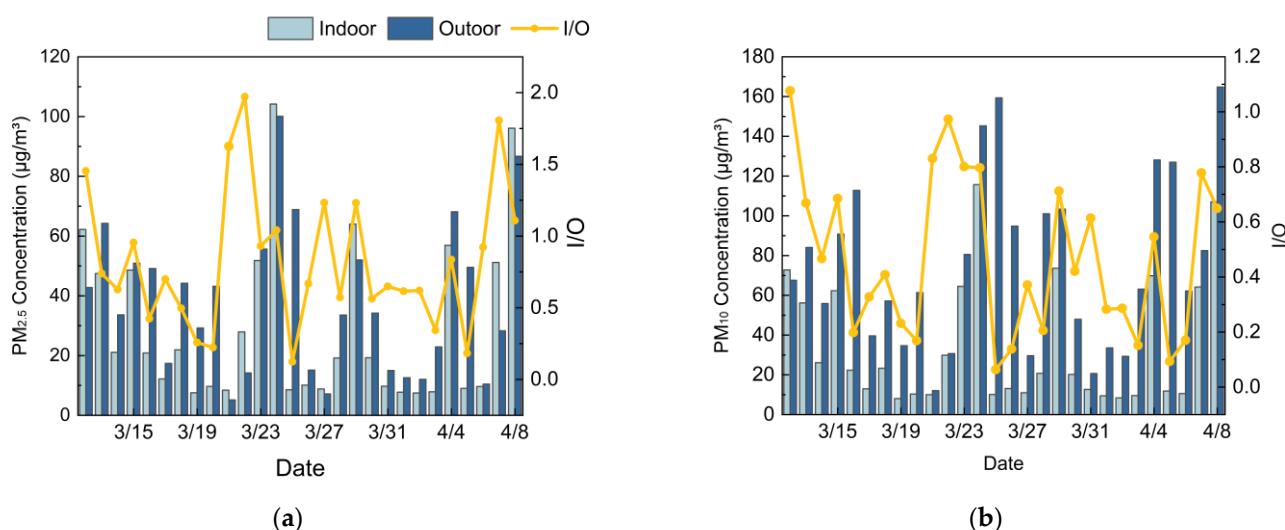 Indoor Outoor I/O
120
100
80
60
40
20
0
PM₂.₅ Concentration (μg/m³)
2.0
1.5
1.0
0.5
0.0
I/O
3/15 3/19 3/23 3/27 3/31 4/4 4/8
Date
(a)
180
160
140
120
100
80
60
40
20
0
PM₁₀ Concentration (μg/m³)
1.2
1.0
0.8
0.6
0.4
0.2
0.0
I/O
3/15 3/19 3/23 3/27 3/31 4/4 4/8
Date
(b)